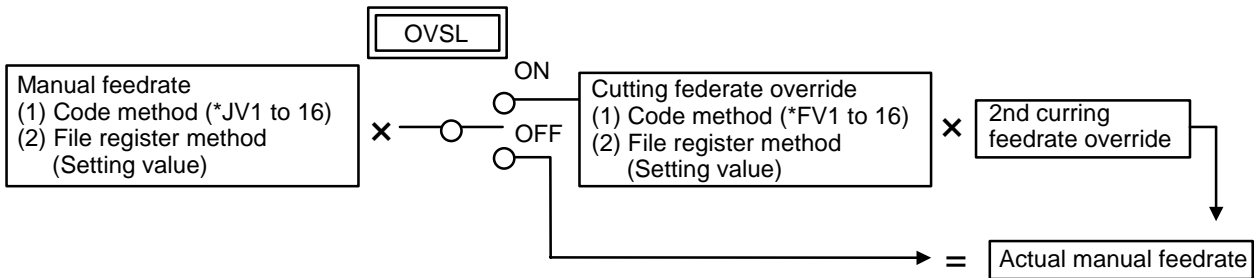 OVSL
Manual feedrate
(1) Code method (*JV1 to 16)
(2) File register method
(Setting value)
×
ON
OFF
Cutting federate override
(1) Code method (*FV1 to 16)
(2) File register method
(Setting value)
×
2nd curring
feedrate override
=
Actual manual feedrate